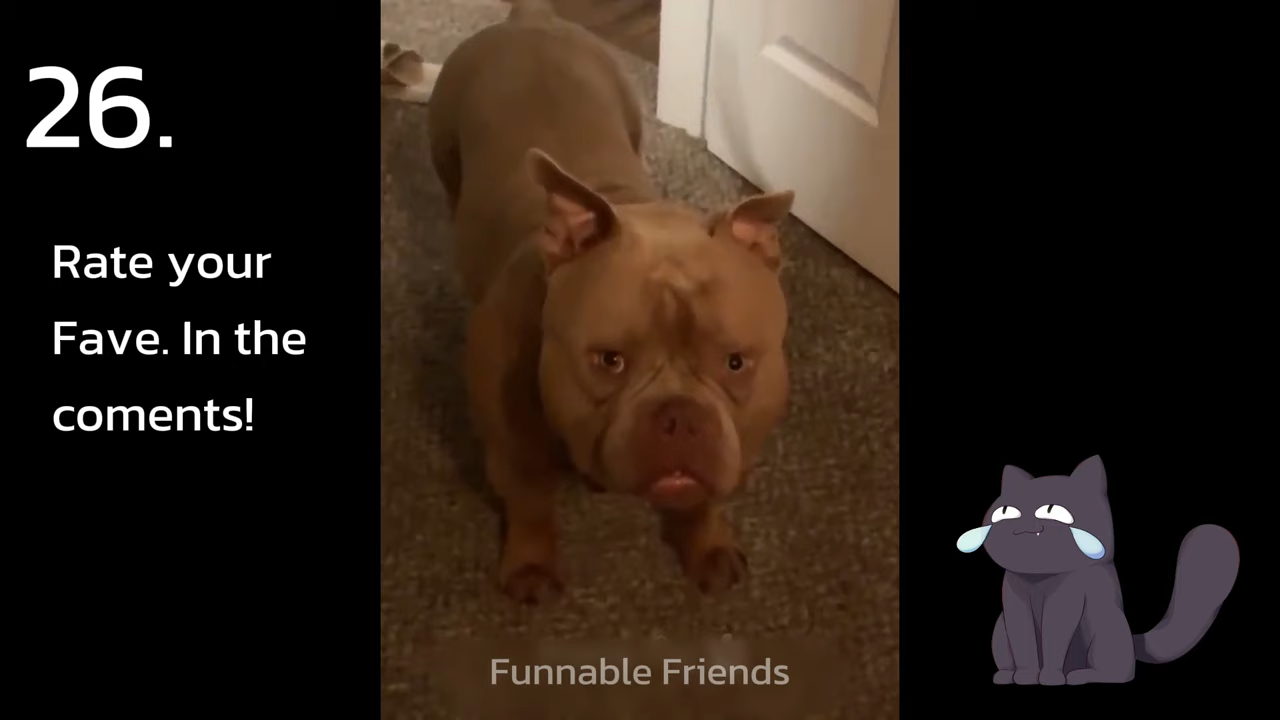 26.
Rate your
Fave. In the
coments!
Funnable Friends